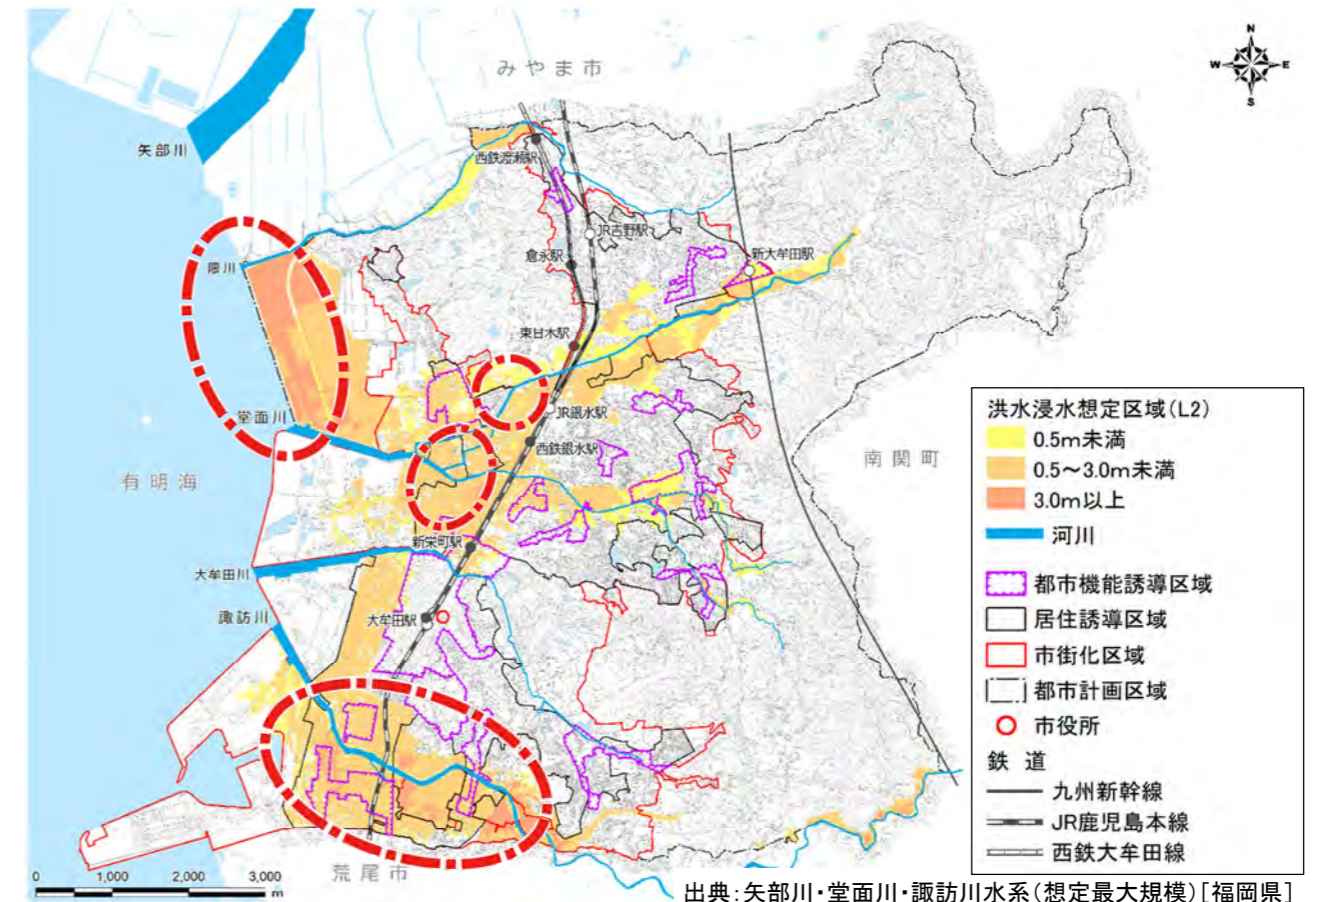 N
W
E
S
みやま市
矢部川
西鉄渡瀬駅
JR吉野駅
倉永駅
新大牟田駅
隈川
東甘木駅
堂面川
JR銀水駅
西鉄銀水駅
有明海
南関町
新栄町駅
大牟田川
諏訪川
大牟田駅
荒尾市
0 1,000 2,000 3,000
m
洪水浸水想定区域(L2)
0.5m未満
0.5～3.0m未満
3.0m以上
河川
都市機能誘導区域
居住誘導区域
市街化区域
都市計画区域
市役所
鉄 道
九州新幹線
JR鹿児島本線
西鉄大牟田線
出典:矢部川・堂面川・諏訪川水系(想定最大規模)[福岡県]